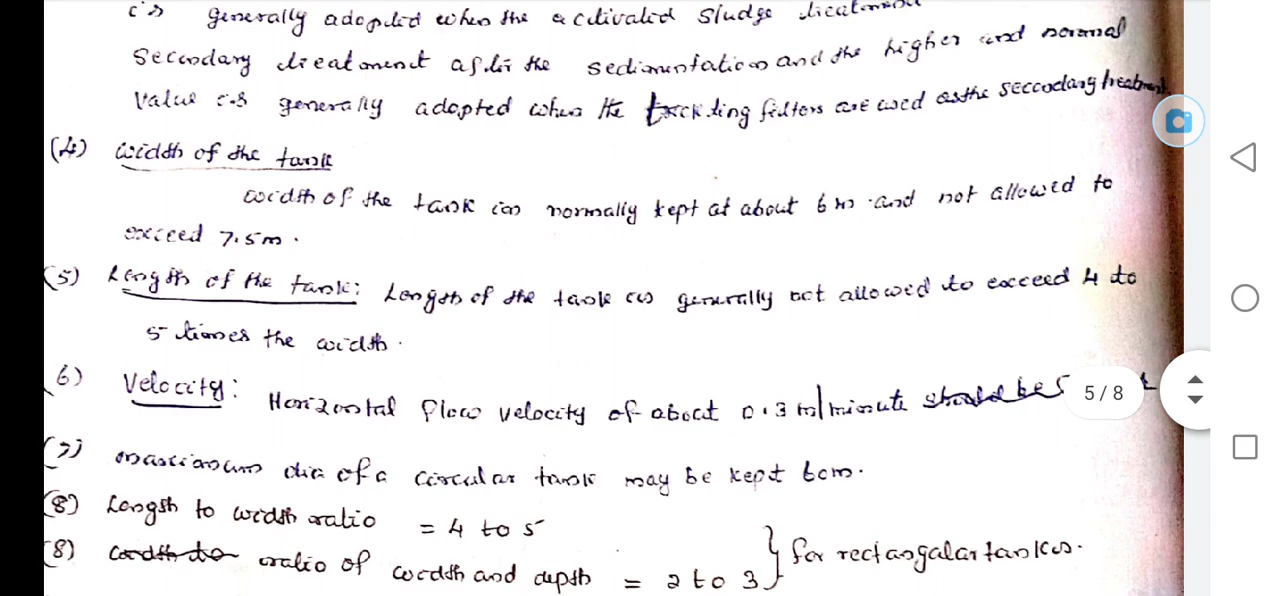 is generally adopted when the activated sludge treatment
Secondary treatment after the sedimentation and the higher and normal
Value is generally adopted when the trickling filters are used as the seccoclary treatment
(4) width of the tank
width of the tank is normally kept at about 6 m and not allowed to
exceed 7.5m.
(5) Length of the tank: Length of the tank is generally not allowed to exceed 4 to
5 times the width.
6) Velocity: Horizontal flow velocity of about 0.3 m/minute should be
5/8
(7) maximum dia of a circular tank may be kept 60m.
(8) Length to width ratio = 4 to 5
(8) ratio of width and depth = 2 to 3 } for rectangular tankes.